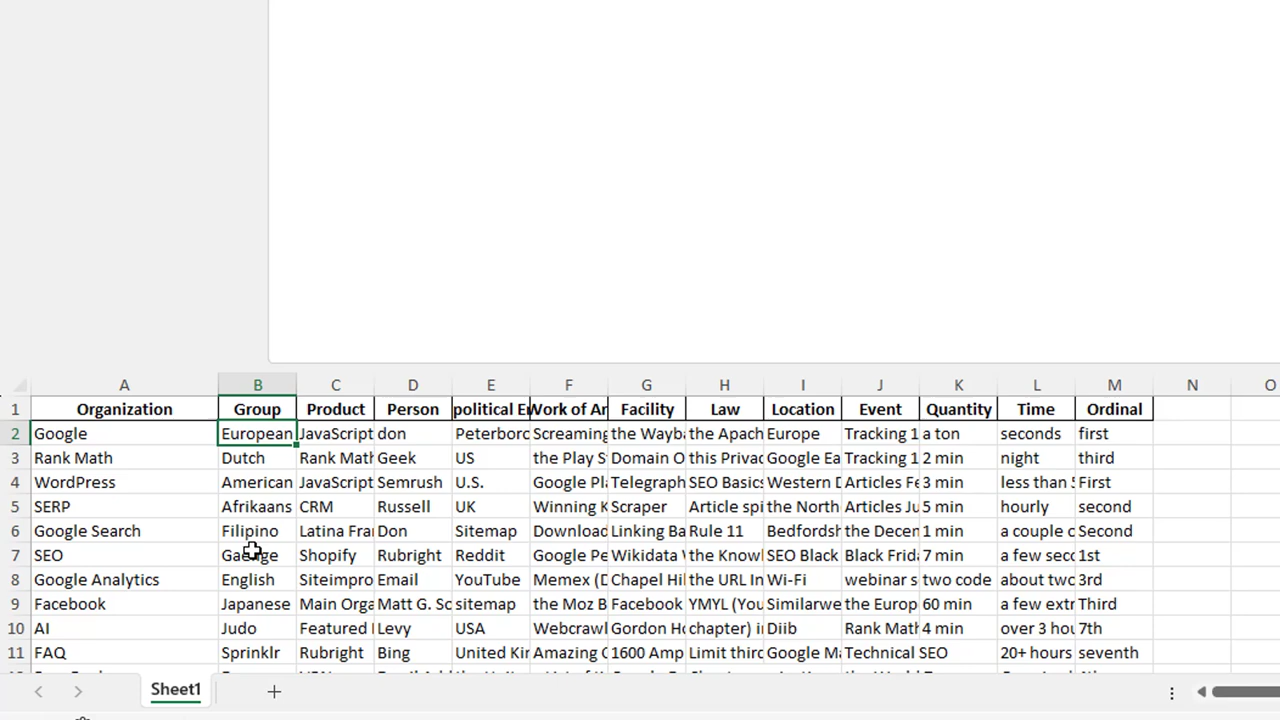 A B C D E F G H I J K L M N O
1 Organization Group Product Person political En Work of Ar Facility Law Location Event Quantity Time Ordinal
2 Google European JavaScript don Peterboro Screaming the Wayba the Apach Europe Tracking 1 a ton seconds first
3 Rank Math Dutch Rank Math Geek US the Play S Domain O this Privac Google Ea Tracking 1 2 min night third
4 WordPress American JavaScript Semrush U.S. Google Pl Telegraph SEO Basics Western D Articles Fe 3 min less than First
5 SERP Afrikaans CRM Russell UK Winning K Scraper Article spi the North Articles Ju 5 min hourly second
6 Google Search Filipino Latina Fra Don Sitemap Download Linking Ba Rule 11 Bedfordsh the Decem 1 min a couple c Second
7 SEO Shopify Rubright Reddit Google Pe Wikidata the Knowl SEO Black Black Frid 7 min a few seco 1st
8 Google Analytics English Siteimpro Email YouTube Memex (D Chapel Hil the URL In Wi-Fi webinar s two code about two 3rd
9 Facebook Japanese Main Orga Matt G. So sitemap the Moz B Facebook YMYL (You Similarwe the Europ 60 min a few extr Third
10 AI Judo Featured Levy USA Webcrawl Gordon Ho chapter) i Diib Rank Math 4 min over 3 hou 7th
11 FAQ Sprinklr Rubright Bing United Kin Amazing 1600 Amp Limit third Google Ma Technical SEO 20+ hours seventh
Sheet1